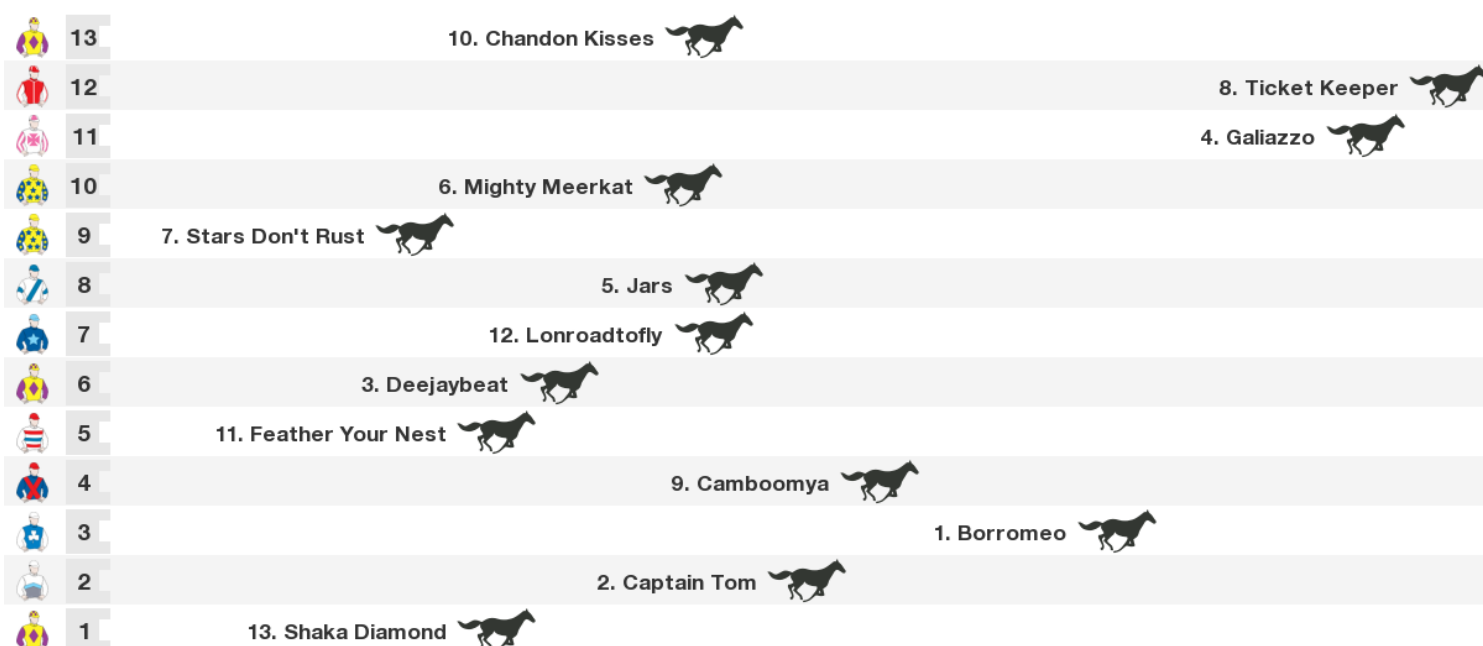 13 10. Chandon Kisses
12 8. Ticket Keeper
11 4. Galiazzo
10 6. Mighty Meerkat
9 7. Stars Don't Rust
8 5. Jars
7 12. Lonroadtofly
6 3. Deejaybeat
5 11. Feather Your Nest
4 9. Camboomya
3 1. Borromeo
2 2. Captain Tom
1 13. Shaka Diamond